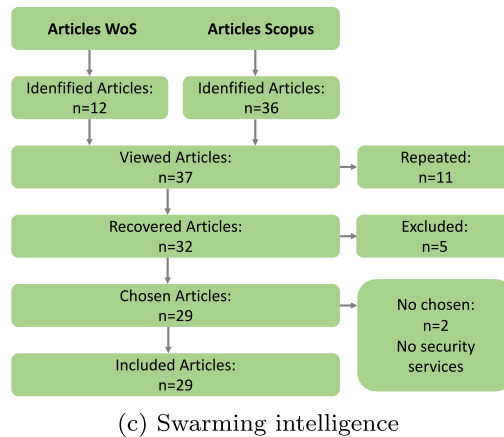 Articles WoS
Articles Scopus
Idenfified Articles:
n=12
Idenfified Articles:
n=36
Viewed Articles:
n=37
Repeated:
n=11
Recovered Articles:
n=32
Excluded:
n=5
Chosen Articles:
n=29
No chosen:
n=2
No security
services
Included Articles:
n=29
(c) Swarming intelligence